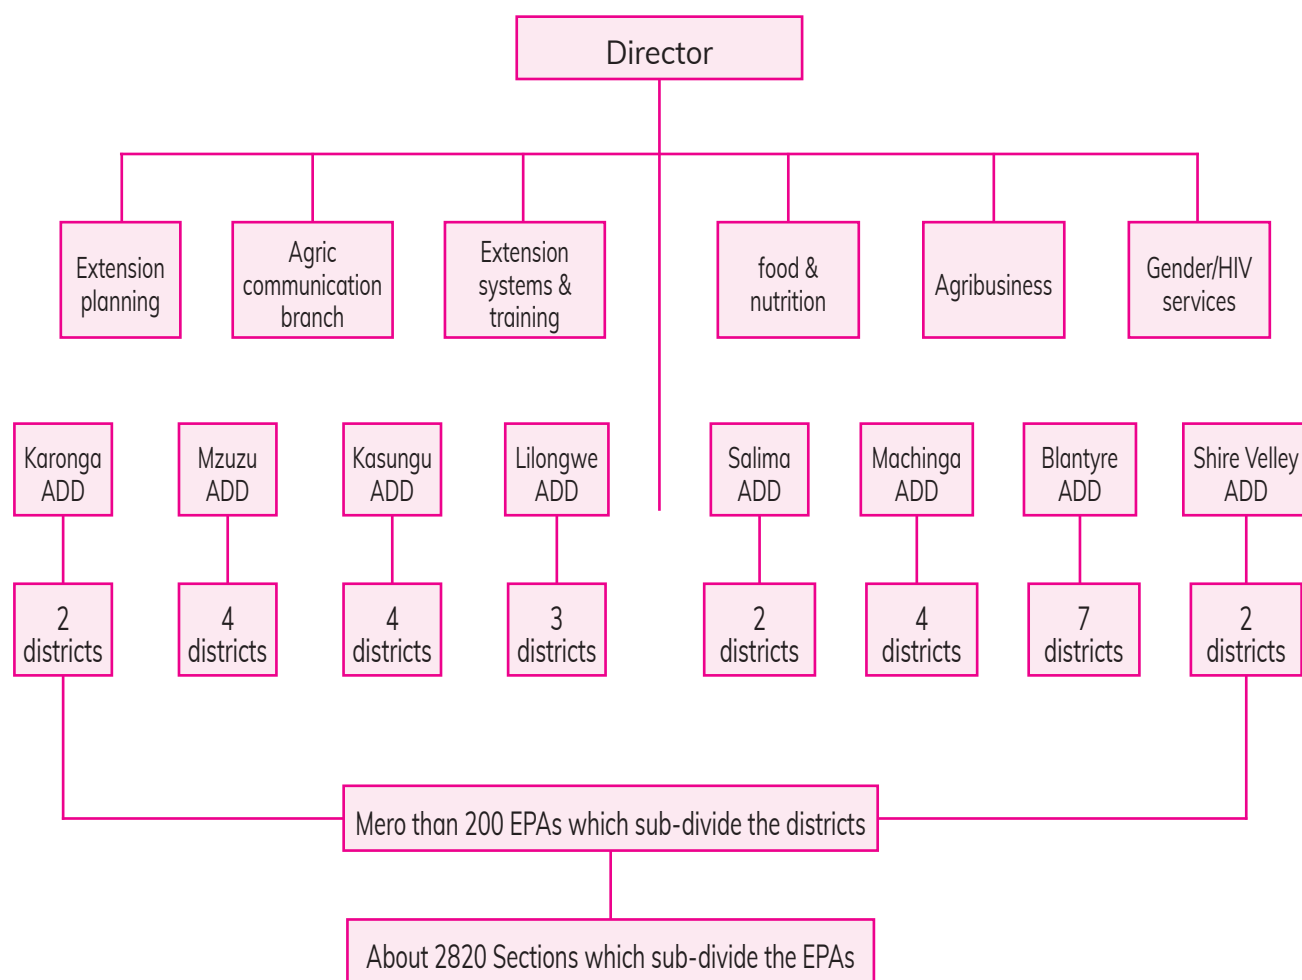 Director
Extension
planning
Agric
communication
branch
Extension
systems &
training
food &
nutrition
Agribusiness
Gender/HIV
services
Karonga
ADD
Mzuzu
ADD
Kasungu
ADD
Lilongwe
ADD
Salima
ADD
Machinga
ADD
Blantyre
ADD
Shire Velley
ADD
2
districts
4
districts
4
districts
3
districts
2
districts
4
districts
7
districts
2
districts
Mero than 200 EPAs which sub-divide the districts
About 2820 Sections which sub-divide the EPAs